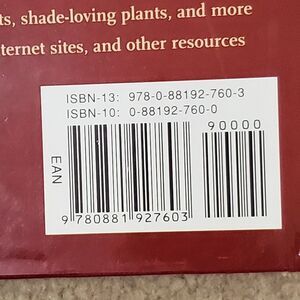 ts, shade-loving plants, and more
ternet sites, and other resources
ISBN-13: 978-0-88192-760-3
ISBN-10: 0-88192-760-0
90000
EAN
9 780881 927603